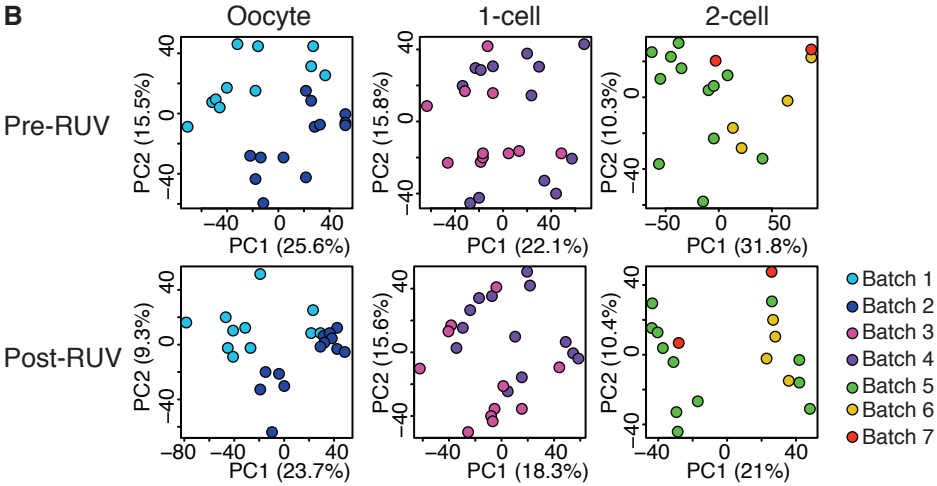 B
Oocyte
1-cell
2-cell
Pre-RUV
PC2 (15.5%)
40
0
−40
−40
0
40
PC1 (25.6%)
PC2 (15.8%)
40
0
−40
−40
0
40
PC1 (22.1%)
PC2 (10.3%)
0
−40
−50
0
50
PC1 (31.8%)
Post-RUV
PC2 (9.3%)
40
0
−40
−80
−40
0
40
PC1 (23.7%)
PC2 (15.6%)
40
0
−40
−40
0
40
PC1 (18.3%)
PC2 (10.4%)
40
0
−40
−40
0
40
PC1 (21%)
Batch 1
Batch 2
Batch 3
Batch 4
Batch 5
Batch 6
Batch 7